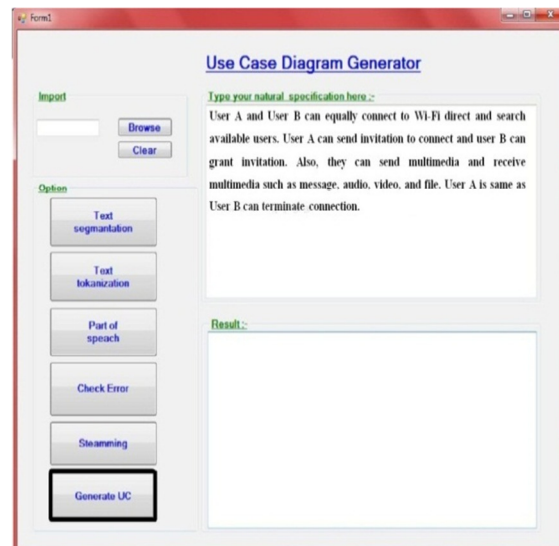 Form1
Use Case Diagram Generator
Import
Browse
Clear
Option
Text
segmantation
Text
tokanization
Part of
speach
Check Error
Steamming
Generate UC
Type your natural specification here :-
User A and User B can equally connect to Wi-Fi direct and search
available users. User A can send invitation to connect and user B can
grant invitation. Also, they can send multimedia and receive
multimedia such as message, audio, video, and file. User A is same as
User B can terminate connection.
Result:-